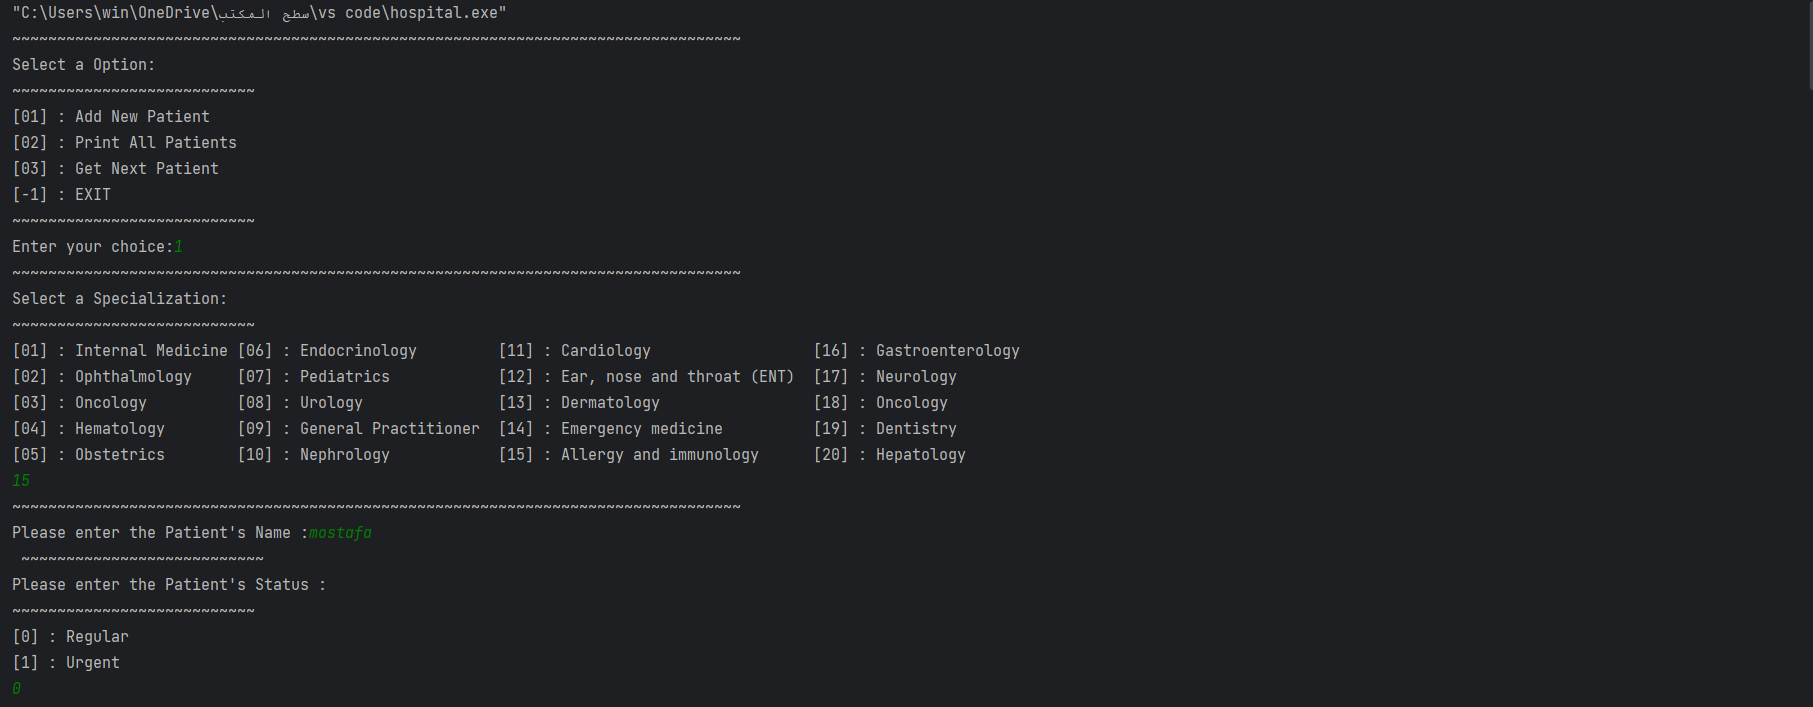 "C:\Users\win\OneDrive\سطح المكتب\vs code\hospital.exe"
~~~~~~~~~~~~~~~~~~~~~~~~~~~~~~~~~~~~~~~~~~~~~~~~~~~~~~~~~~~~~~~~~~~~~~~~~~~~~~~~~
Select a Option:
~~~~~~~~~~~~~~~~~~~~~~~~~~~
[01] : Add New Patient
[02] : Print All Patients
[03] : Get Next Patient
[-1] : EXIT
~~~~~~~~~~~~~~~~~~~~~~~~~~~
Enter your choice:1
~~~~~~~~~~~~~~~~~~~~~~~~~~~~~~~~~~~~~~~~~~~~~~~~~~~~~~~~~~~~~~~~~~~~~~~~~~~~~~~~~
Select a Specialization:
~~~~~~~~~~~~~~~~~~~~~~~~~~~
[01] : Internal Medicine [06] : Endocrinology         [11] : Cardiology                  [16] : Gastroenterology
[02] : Ophthalmology     [07] : Pediatrics            [12] : Ear, nose and throat (ENT)  [17] : Neurology
[03] : Oncology          [08] : Urology               [13] : Dermatology                 [18] : Oncology
[04] : Hematology        [09] : General Practitioner  [14] : Emergency medicine          [19] : Dentistry
[05] : Obstetrics        [10] : Nephrology            [15] : Allergy and immunology      [20] : Hepatology
15
~~~~~~~~~~~~~~~~~~~~~~~~~~~~~~~~~~~~~~~~~~~~~~~~~~~~~~~~~~~~~~~~~~~~~~~~~~~~~~~~~
Please enter the Patient's Name :mostafa
 ~~~~~~~~~~~~~~~~~~~~~~~~~~~
Please enter the Patient's Status :
~~~~~~~~~~~~~~~~~~~~~~~~~~~
[0] : Regular
[1] : Urgent
0